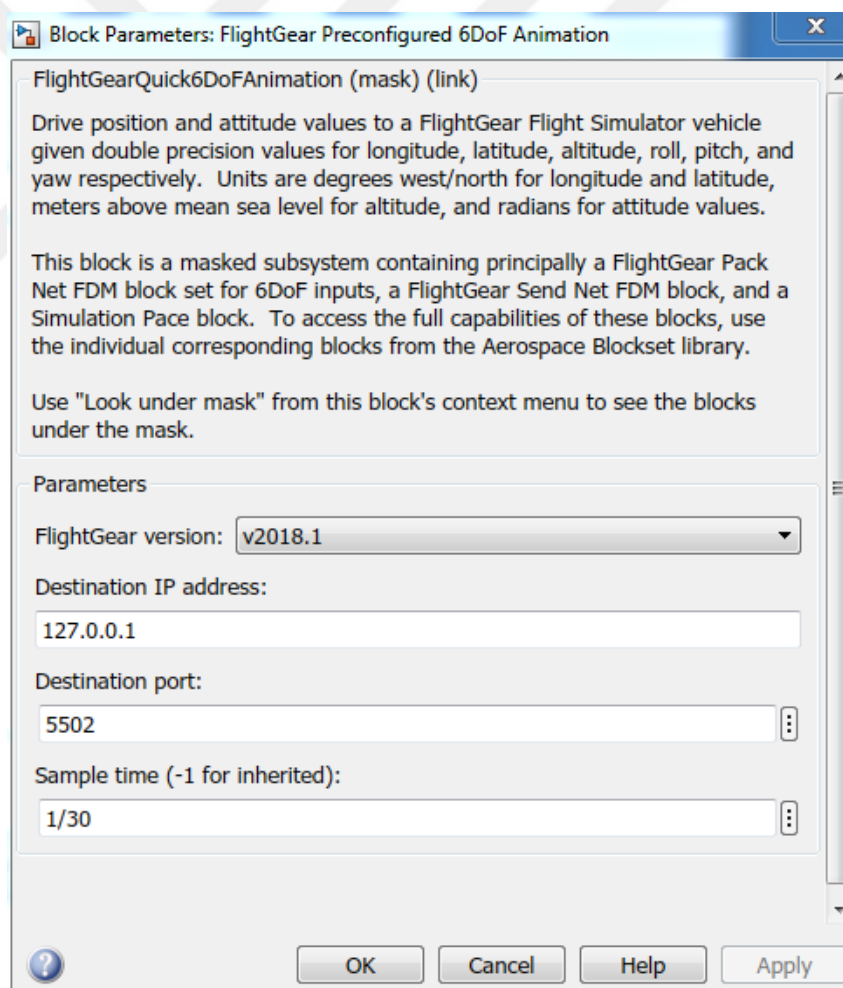 Block Parameters: FlightGear Preconfigured 6DoF Animation
X
FlightGearQuick6DoFAnimation (mask) (link)
Drive position and attitude values to a FlightGear Flight Simulator vehicle
given double precision values for longitude, latitude, altitude, roll, pitch, and
yaw respectively.  Units are degrees west/north for longitude and latitude,
meters above mean sea level for altitude, and radians for attitude values.
This block is a masked subsystem containing principally a FlightGear Pack
Net FDM block set for 6DoF inputs, a FlightGear Send Net FDM block, and a
Simulation Pace block.  To access the full capabilities of these blocks, use
the individual corresponding blocks from the Aerospace Blockset library.
Use "Look under mask" from this block's context menu to see the blocks
under the mask.
Parameters
FlightGear version: v2018.1
Destination IP address:
127.0.0.1
Destination port:
5502
Sample time (-1 for inherited):
1/30
? OK Cancel Help Apply